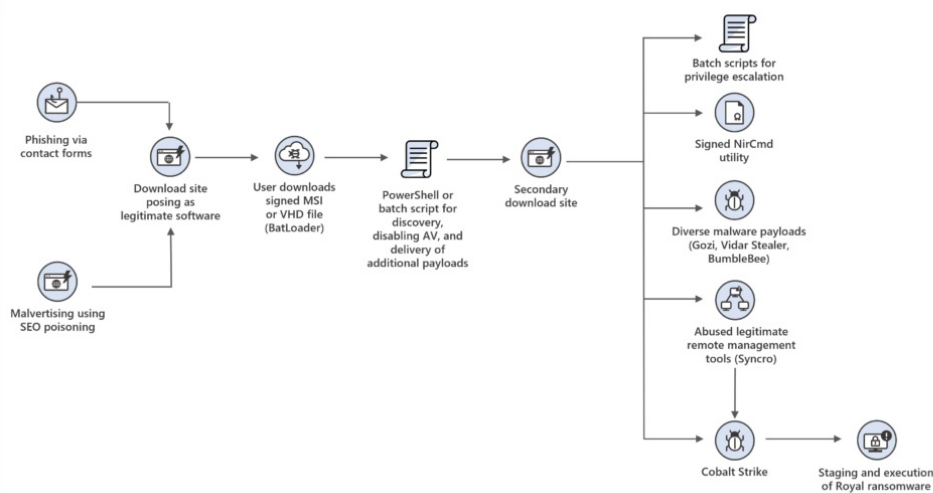 Phishing via
contact forms
Malvertising using
SEO poisoning
Download site
posing as
legitimate software
User downloads
signed MSI
or VHD file
(BatLoader)
PowerShell or
batch script for
discovery,
disabling AV, and
delivery of
additional payloads
Secondary
download site
Batch scripts for
privilege escalation
Signed NirCmd
utility
Diverse malware payloads
(Gozi, Vidar Stealer,
BumbleBee)
Abused legitimate
remote management
tools (Syncro)
Cobalt Strike
Staging and execution
of Royal ransomware